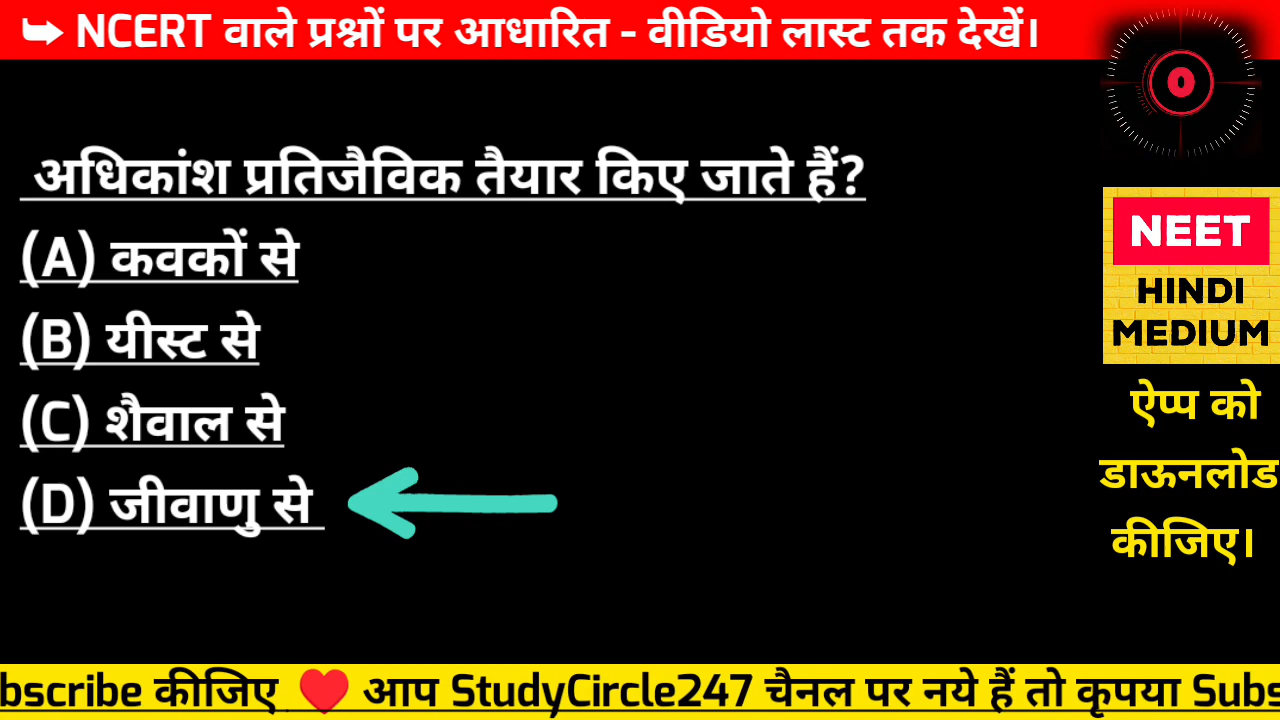 NCERT वाले प्रश्नों पर आधारित - वीडियो लास्ट तक देखें।
0
अधिकांश प्रतिजैविक तैयार किए जाते हैं?
(A) कवकों से
(B) यीस्ट से
(C) शैवाल से
(D) जीवाणु से
NEET
HINDI
MEDIUM
ऐप्प को
डाऊनलोड
कीजिए।
bscribe कीजिए ❤️ आप StudyCircle247 चैनल पर नये हैं तो कृपया Subs